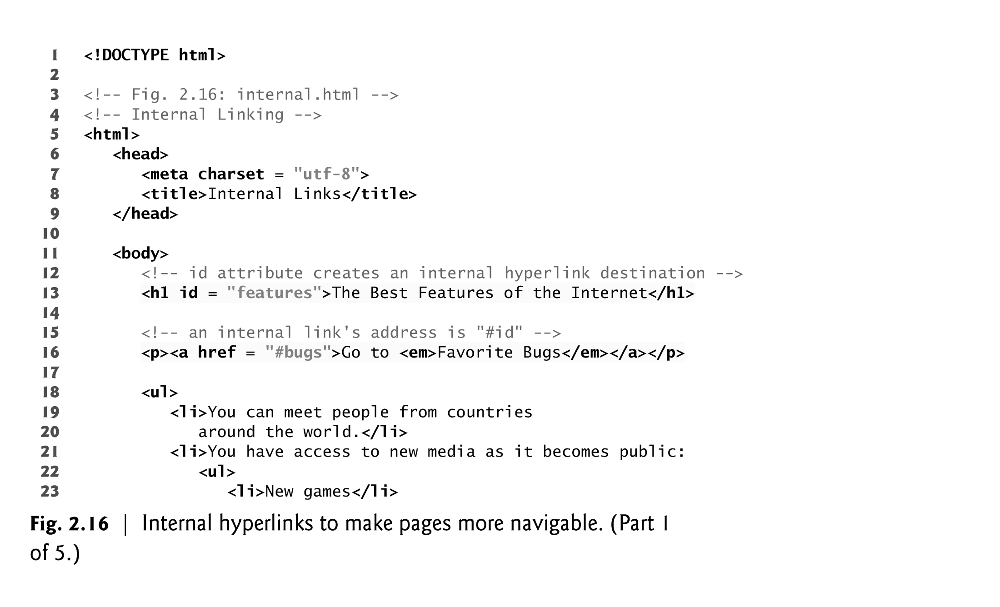 1 <!DOCTYPE html>
2
3 <!-- Fig. 2.16: internal.html -->
4 <!-- Internal Linking -->
5 <html>
6 <head>
7 <meta charset = "utf-8">
8 <title>Internal Links</title>
9 </head>
10
11 <body>
12 <!-- id attribute creates an internal hyperlink destination -->
13 <h1 id = "features">The Best Features of the Internet</h1>
14
15 <!-- an internal link's address is "#id" -->
16 <p><a href = "#bugs">Go to <em>Favorite Bugs</em></a></p>
17
18 <ul>
19 <li>You can meet people from countries
20 around the world.</li>
21 <li>You have access to new media as it becomes public:
22 <ul>
23 <li>New games</li>
Fig. 2.16 | Internal hyperlinks to make pages more navigable. (Part 1
of 5.)